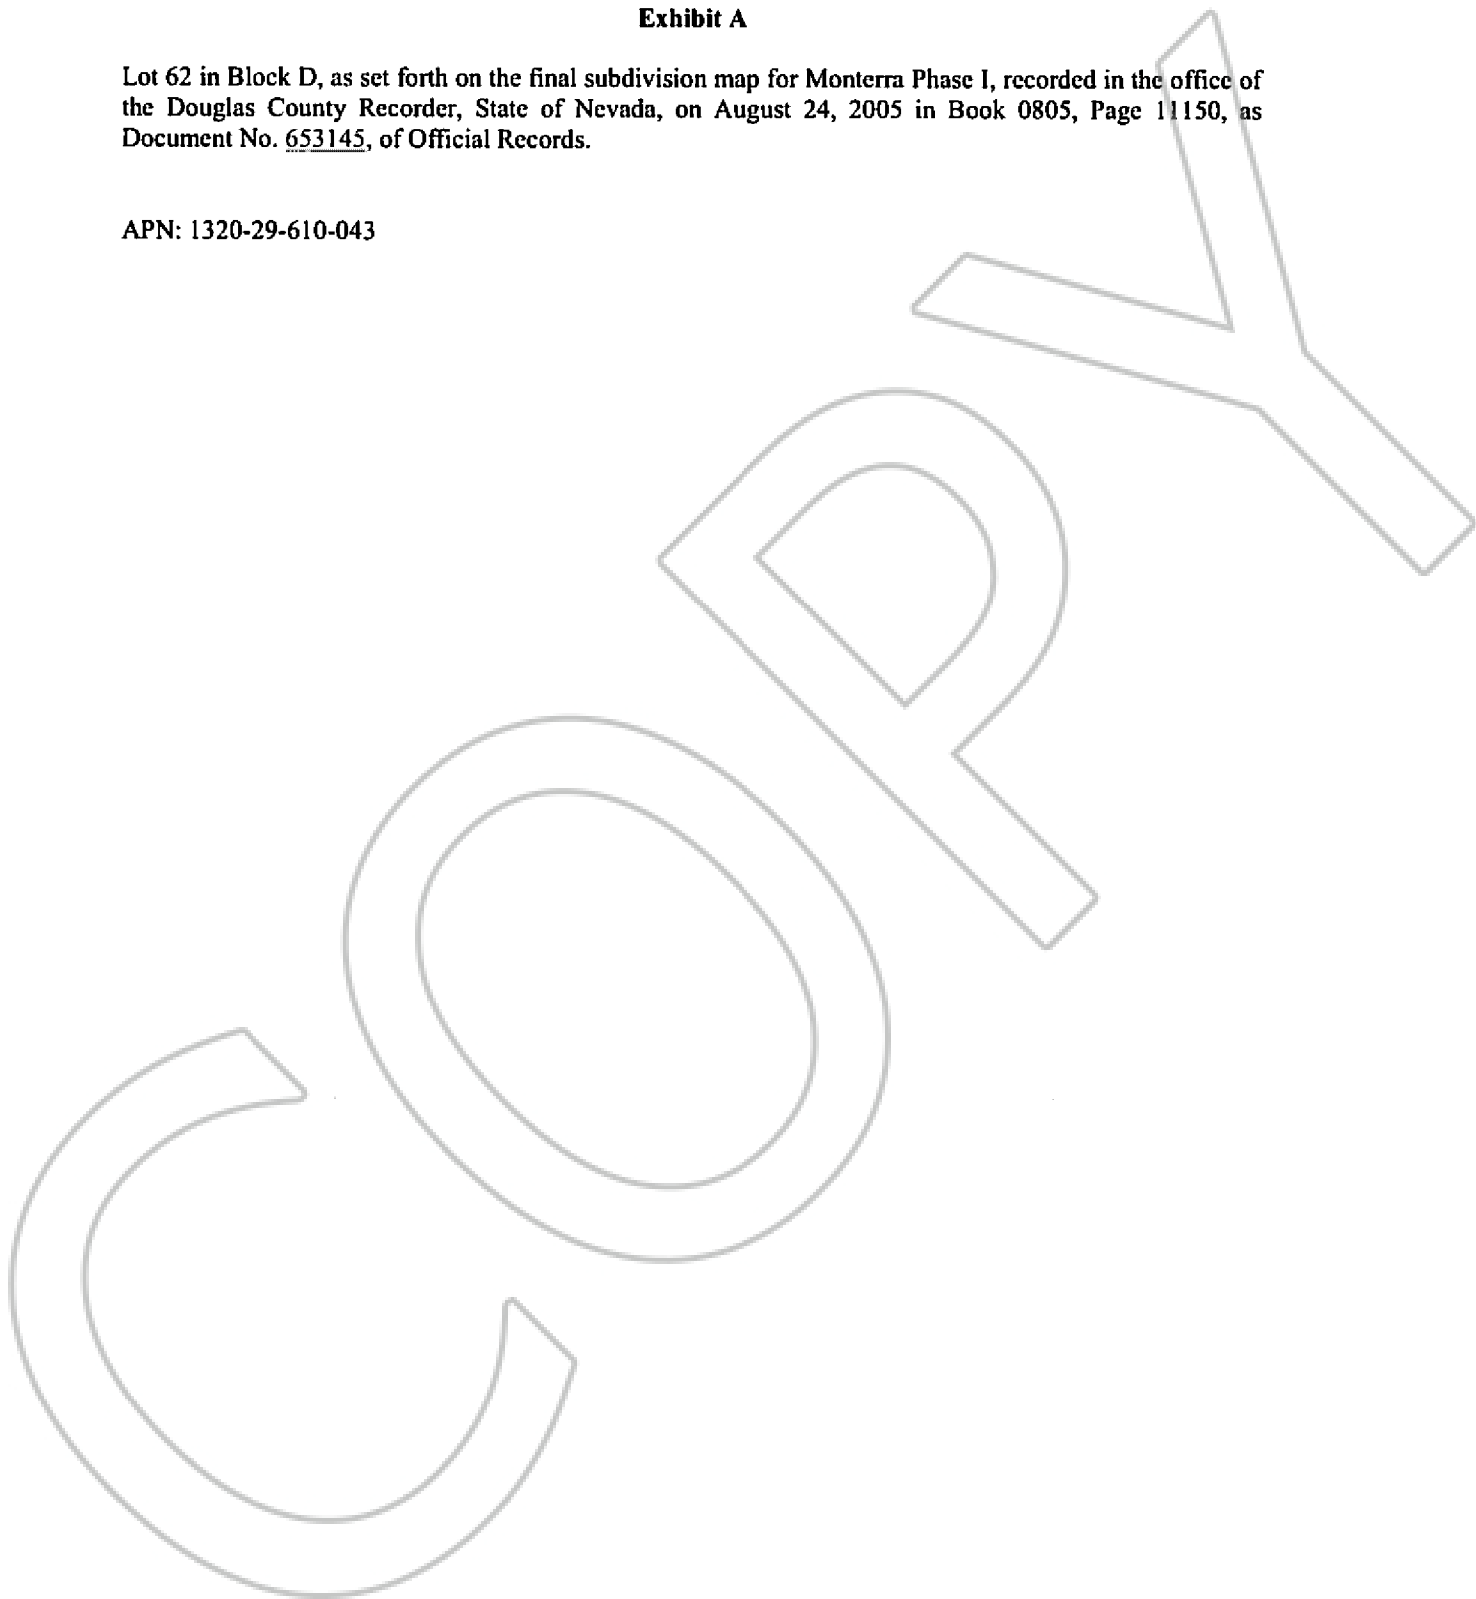 Exhibit A
Lot 62 in Block D, as set forth on the final subdivision map for Monterra Phase I, recorded in the office of
the Douglas County Recorder, State of Nevada, on August 24, 2005 in Book 0805, Page 11150, as
Document No. 653145, of Official Records.
APN: 1320-29-610-043
COPY